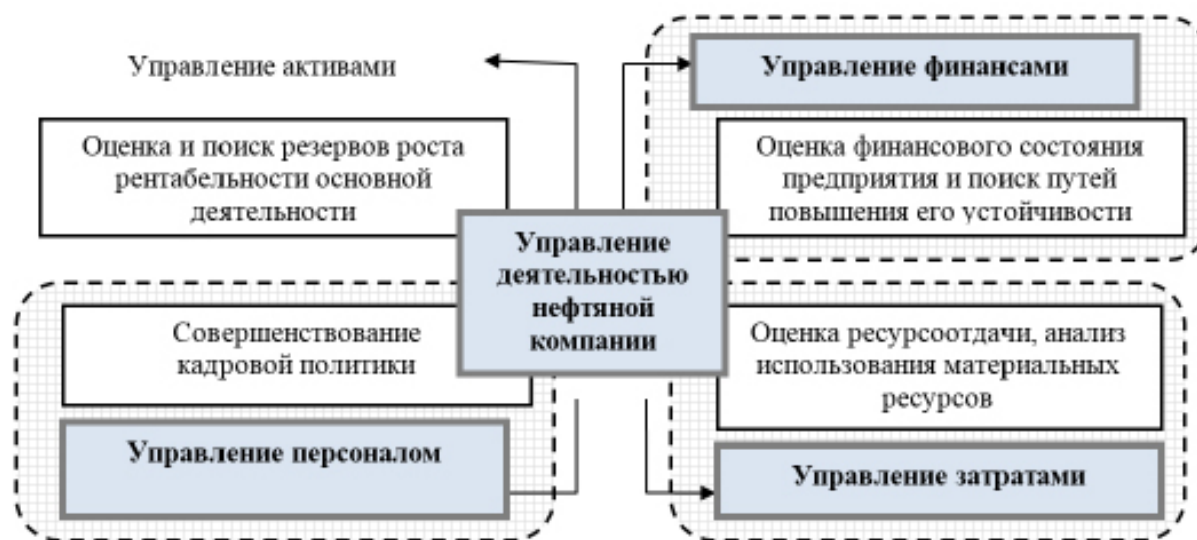 Управление активами
Управление финансами
Оценка и поиск резервов роста
рентабельности основной
деятельности
Оценка финансового состояния
предприятия и поиск путей
повышения его устойчивости
Управление
деятельностью
нефтяной
компании
Совершенствование
кадровой политики
Оценка ресурсоотдачи, анализ
использования материальных
ресурсов
Управление персоналом
Управление затратами